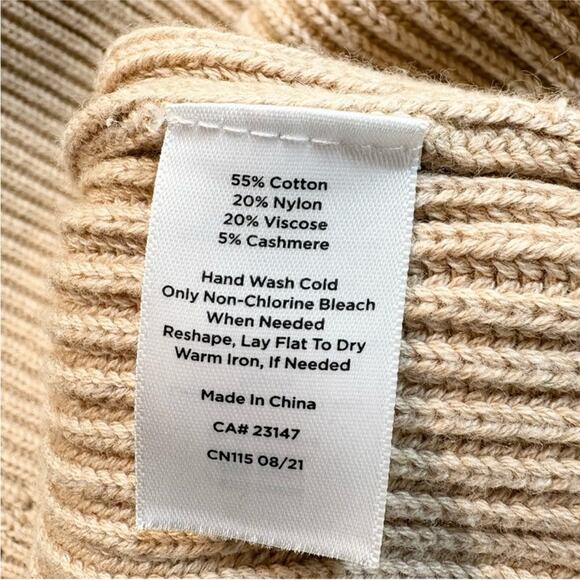 55% Cotton
20% Nylon
20% Viscose
5% Cashmere
Hand Wash Cold
Only Non-Chlorine Bleach
When Needed
Reshape, Lay Flat To Dry
Warm Iron, If Needed
Made In China
CA# 23147
CN115 08/21